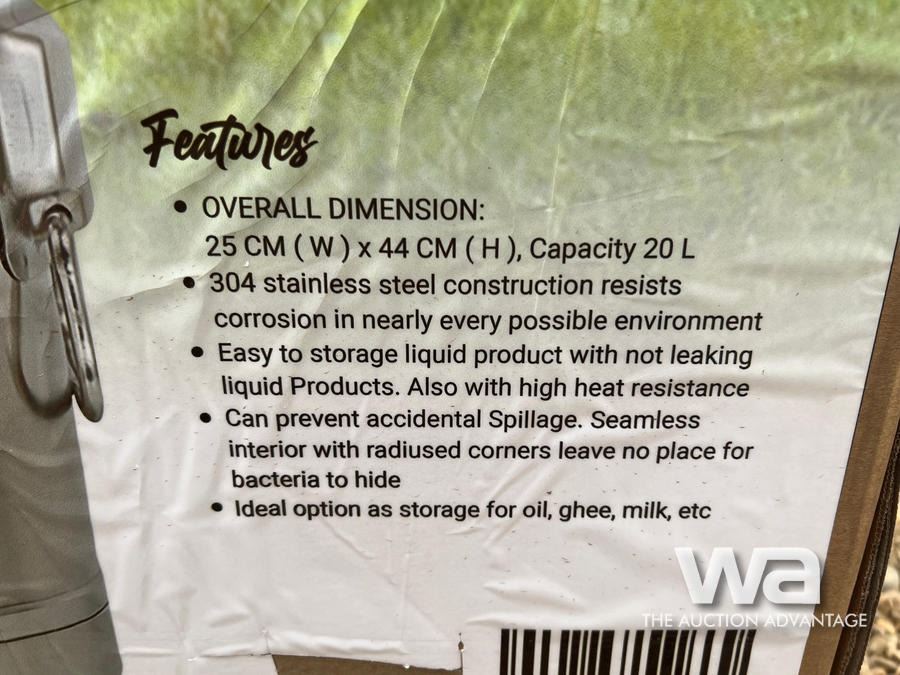 Features
• OVERALL DIMENSION:
25 CM ( W ) x 44 CM ( H ), Capacity 20 L
• 304 stainless steel construction resists
corrosion in nearly every possible environment
• Easy to storage liquid product with not leaking
liquid Products. Also with high heat resistance
• Can prevent accidental Spillage. Seamless
interior with radiused corners leave no place for
bacteria to hide
• Ideal option as storage for oil, ghee, milk, etc
wa
THE AUCTION ADVANTAGE